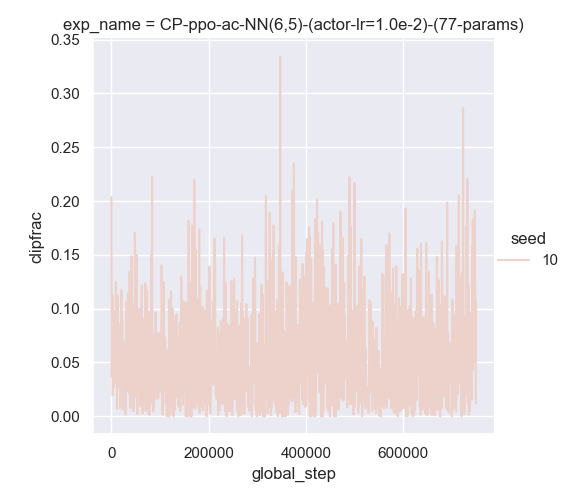 exp_name = CP-ppo-ac-NN(6,5)-(actor-lr=1.0e-2)-(77-params)
0.35
0.30
0.25
0.20
0.15
0.10
0.05
0.00
clipfrac
0 200000 400000 600000
global_step
seed
10